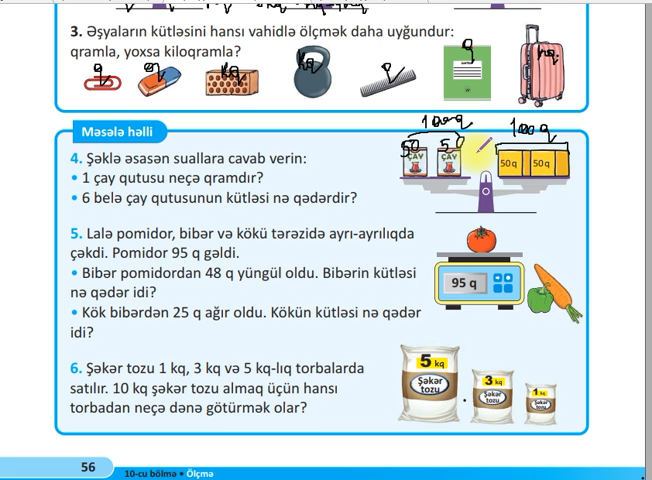 3. Əşyaların kütləsini hansı vahidlə ölçmək daha uyğundur:
qramla, yoxsa kiloqramla?
q q kq kq q q kq
Məsələ həlli
4. Şəklə əsasən suallara cavab verin:
• 1 çay qutusu neçə qramdır?
• 6 belə çay qutusunun kütləsi nə qədərdir?
100q 100q
50 50
ÇAY ÇAY 50 q 50 q
5. Lalə pomidor, bibər və kökü tərəzidə ayrı-ayrılıqda
çəkdi. Pomidor 95 q gəldi.
• Bibər pomidordan 48 q yüngül oldu. Bibərin kütləsi
nə qədər idi?
• Kök bibərdən 25 q ağır oldu. Kökün kütləsi nə qədər
idi?
95 q
6. Şəkər tozu 1 kq, 3 kq və 5 kq-lıq torbalarda
satılır. 10 kq şəkər tozu almaq üçün hansı
torbadan neçə dənə götürmək olar?
5 kq
Şəkər
tozu
3 kq
Şəkər
tozu
1 kq
Şəkər
tozu
56
10-cu bölmə • Ölçmə